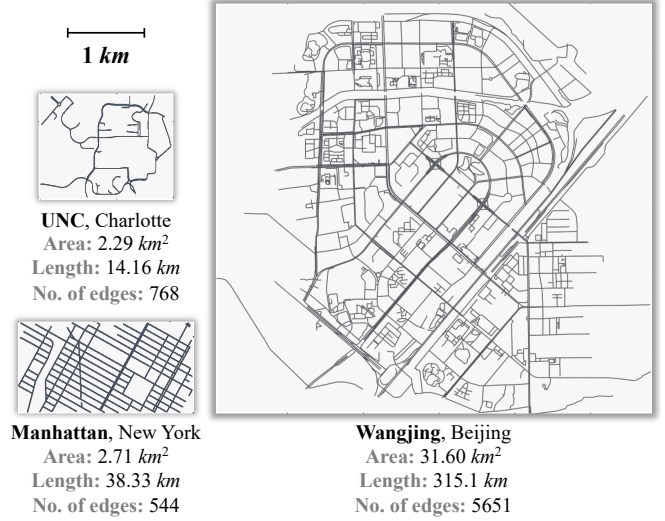 1 km
UNC, Charlotte
Area: 2.29 km²
Length: 14.16 km
No. of edges: 768
Manhattan, New York
Area: 2.71 km²
Length: 38.33 km
No. of edges: 544
Wangjing, Beijing
Area: 31.60 km²
Length: 315.1 km
No. of edges: 5651